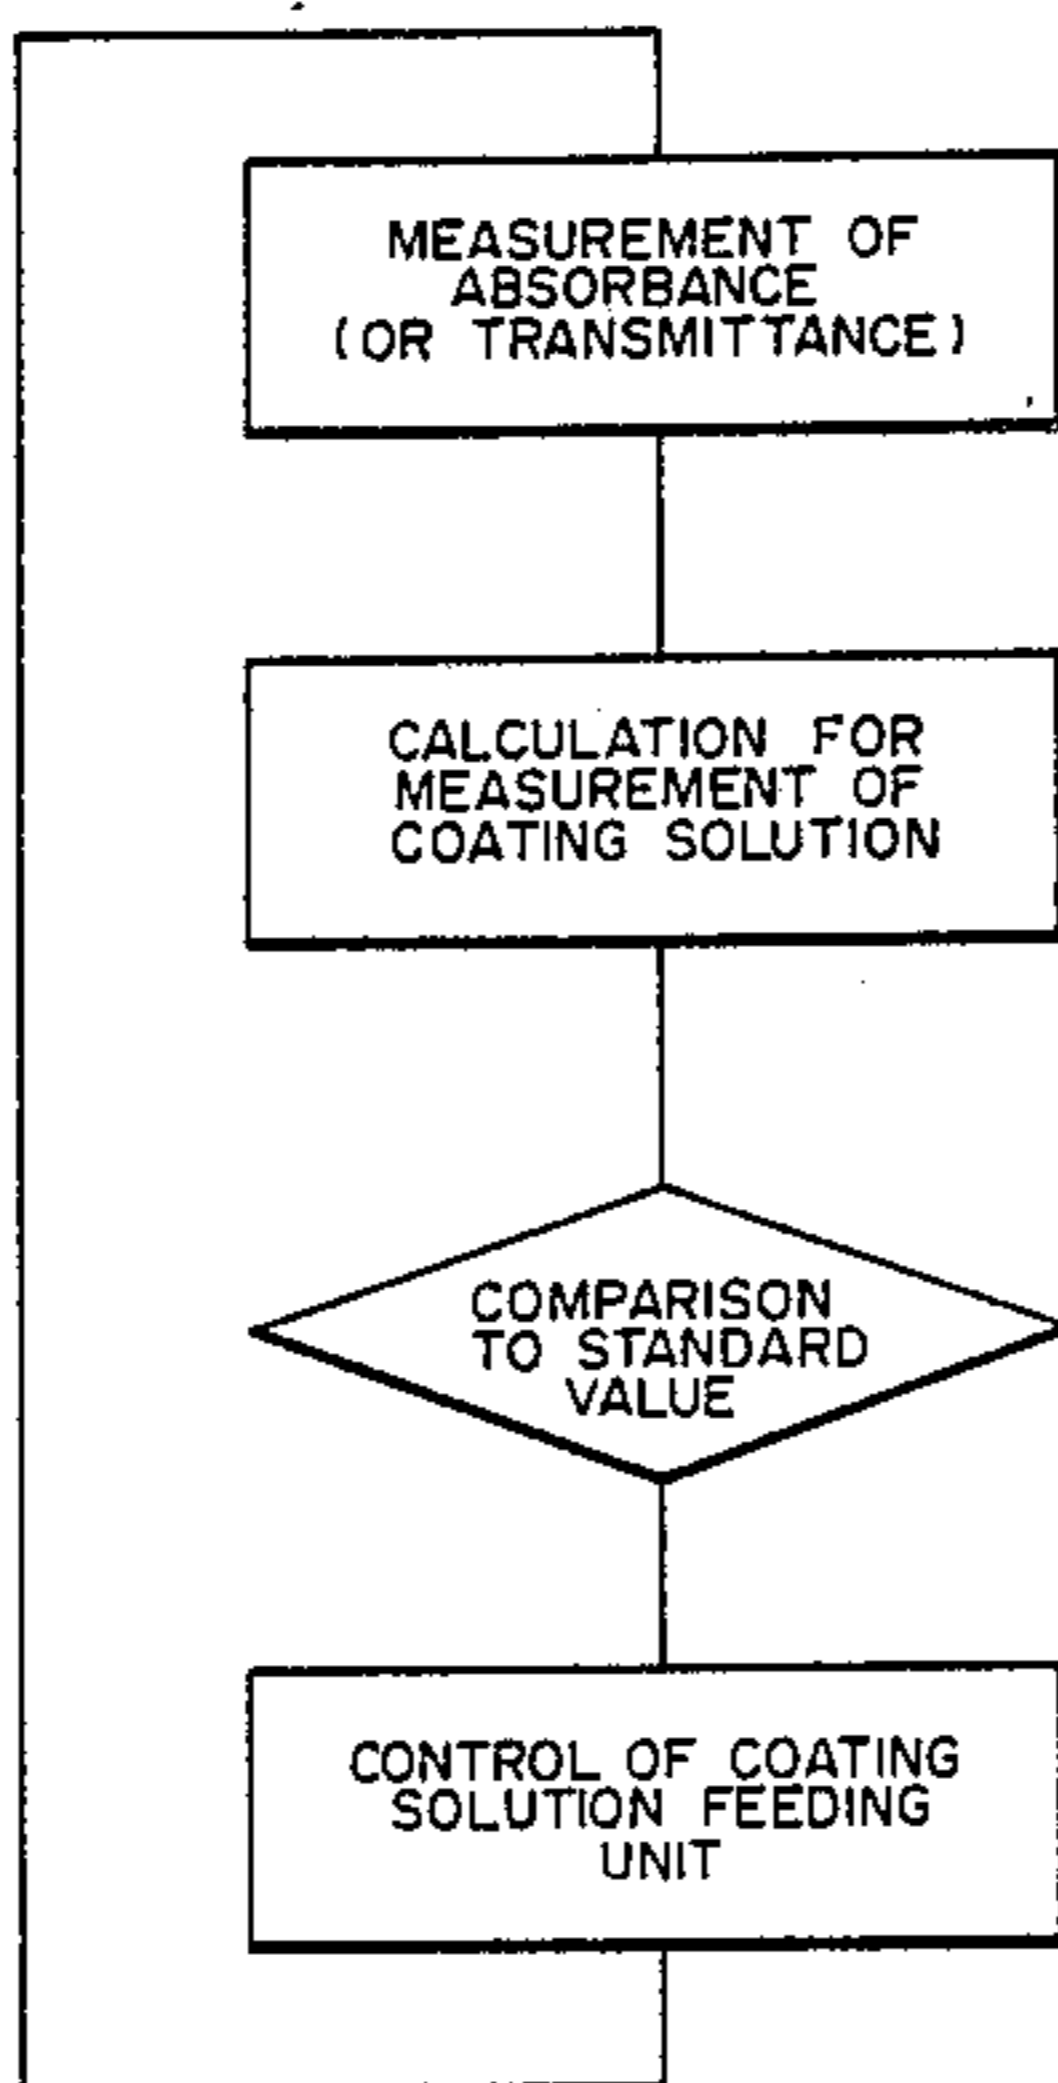 MEASUREMENT OF
ABSORBANCE
(OR TRANSMITTANCE)
CALCULATION FOR
MEASUREMENT OF
COATING SOLUTION
COMPARISON
TO STANDARD
VALUE
CONTROL OF COATING
SOLUTION FEEDING
UNIT